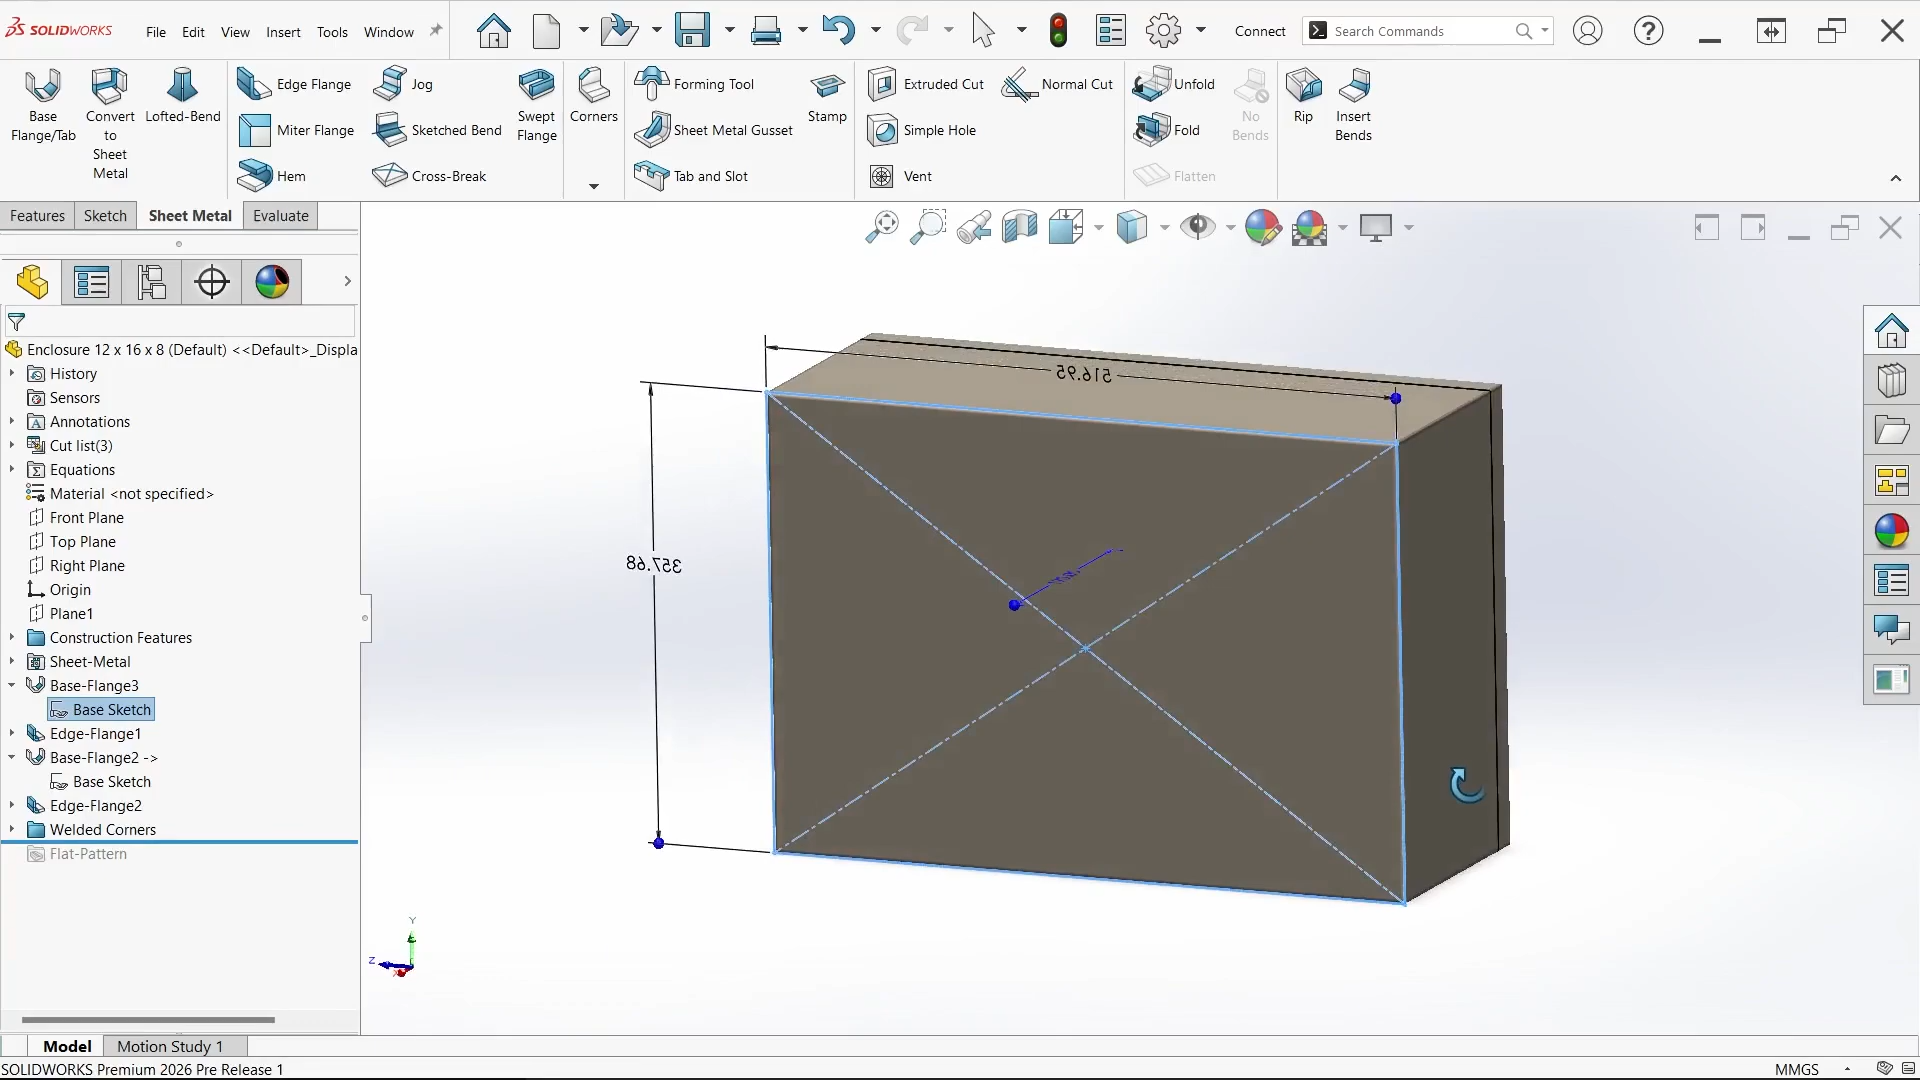 SOLIDWORKS
File Edit View Insert Tools Window
Connect
Search Commands
Base Flange/Tab
Convert to Sheet Metal
Lofted-Bend
Edge Flange
Miter Flange
Hem
Jog
Sketched Bend
Cross-Break
Swept Flange
Corners
Forming Tool
Sheet Metal Gusset
Tab and Slot
Stamp
Extruded Cut
Simple Hole
Vent
Normal Cut
Unfold
Fold
Flatten
No Bends
Rip
Insert Bends
Features Sketch Sheet Metal Evaluate
Enclosure 12 x 16 x 8 (Default) <<Default>_Displa
History
Sensors
Annotations
Cut list(3)
Equations
Material <not specified>
Front Plane
Top Plane
Right Plane
Origin
Plane1
Construction Features
Sheet-Metal
Base-Flange3
Base Sketch
Edge-Flange1
Base-Flange2 ->
Base Sketch
Edge-Flange2
Welded Corners
Flat-Pattern
516.95
357.68
Y
Z
X
Model Motion Study 1
SOLIDWORKS Premium 2026 Pre Release 1
MMGS